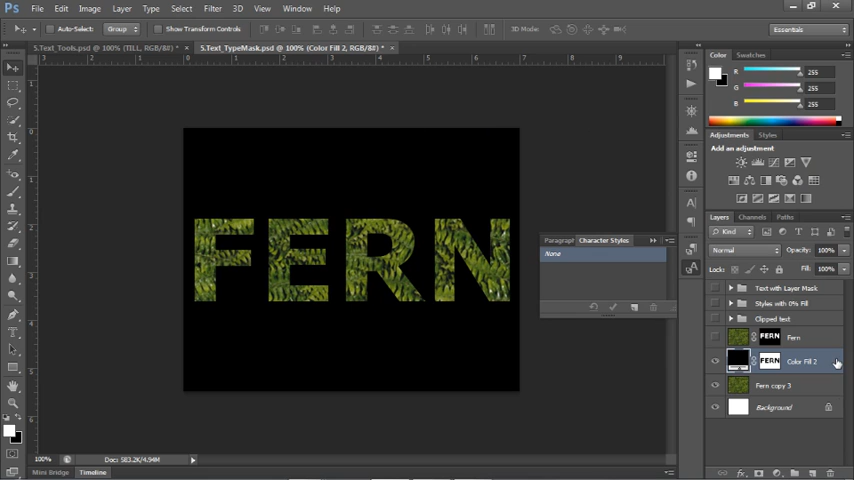 Ps File Edit Image Layer Type Select Filter 3D View Window Help
Auto-Select: Group Show Transform Controls 3D Mode: Essentials
5.Text_Tools.psd @ 100% (TILL, RGB/8#) * × 5.Text_TypeMask.psd @ 100% (Color Fill 2, RGB/8#) * ×
Color Swatches
R 255
G 255
B 255
Adjustments Styles
Add an adjustment
FERN
Paragraph Character Styles
None
Layers Channels Paths
Kind
Normal Opacity: 100%
Lock: Fill: 100%
Text with Layer Mask
Styles with 0% Fill
Clipped text
FERN Fern
FERN Color Fill 2
Fern copy 3
Background
100% Doc: 583.2K/4.94M
Mini Bridge Timeline